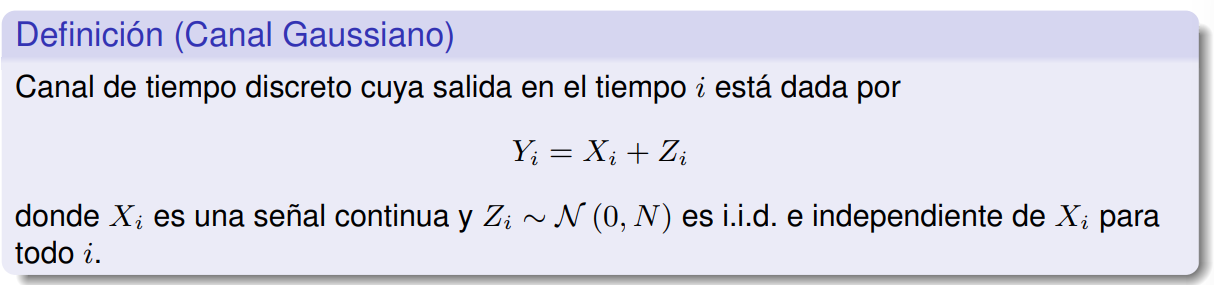 Definición (Canal Gaussiano)
Canal de tiempo discreto cuya salida en el tiempo i está dada por
Yᵢ = Xᵢ + Zᵢ
donde Xᵢ es una señal continua y Zᵢ ∼ 𝒩 (0, N) es i.i.d. e independiente de Xᵢ para
todo i.